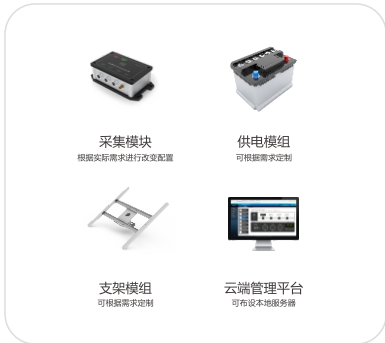 采集模块
根据实际需求进行改变配置
供电模组
可根据需求定制
支架模组
可根据需求定制
云端管理平台
可布设本地服务器